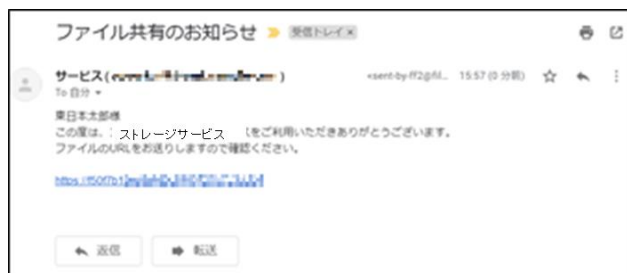 ファイル共有のお知らせ
受信トレイ ×
サービス(
<sent-by-ff2@fil... 15:57 (0 分前)
To 自分
東日本太郎様
この度は、ストレージサービス をご利用いただきありがとうございます。
ファイルのURLをお送りしますので確認ください。
返信 転送